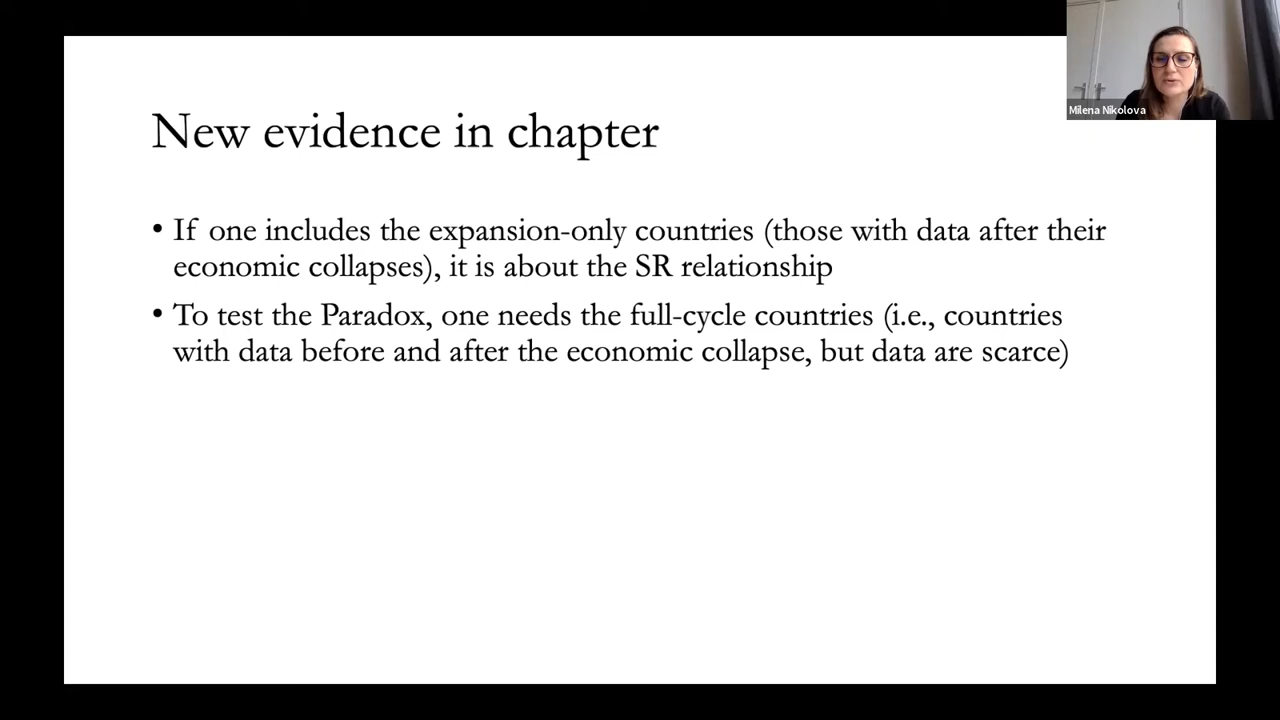 Milena Nikolova
New evidence in chapter
• If one includes the expansion-only countries (those with data after their
economic collapses), it is about the SR relationship
• To test the Paradox, one needs the full-cycle countries (i.e., countries
with data before and after the economic collapse, but data are scarce)